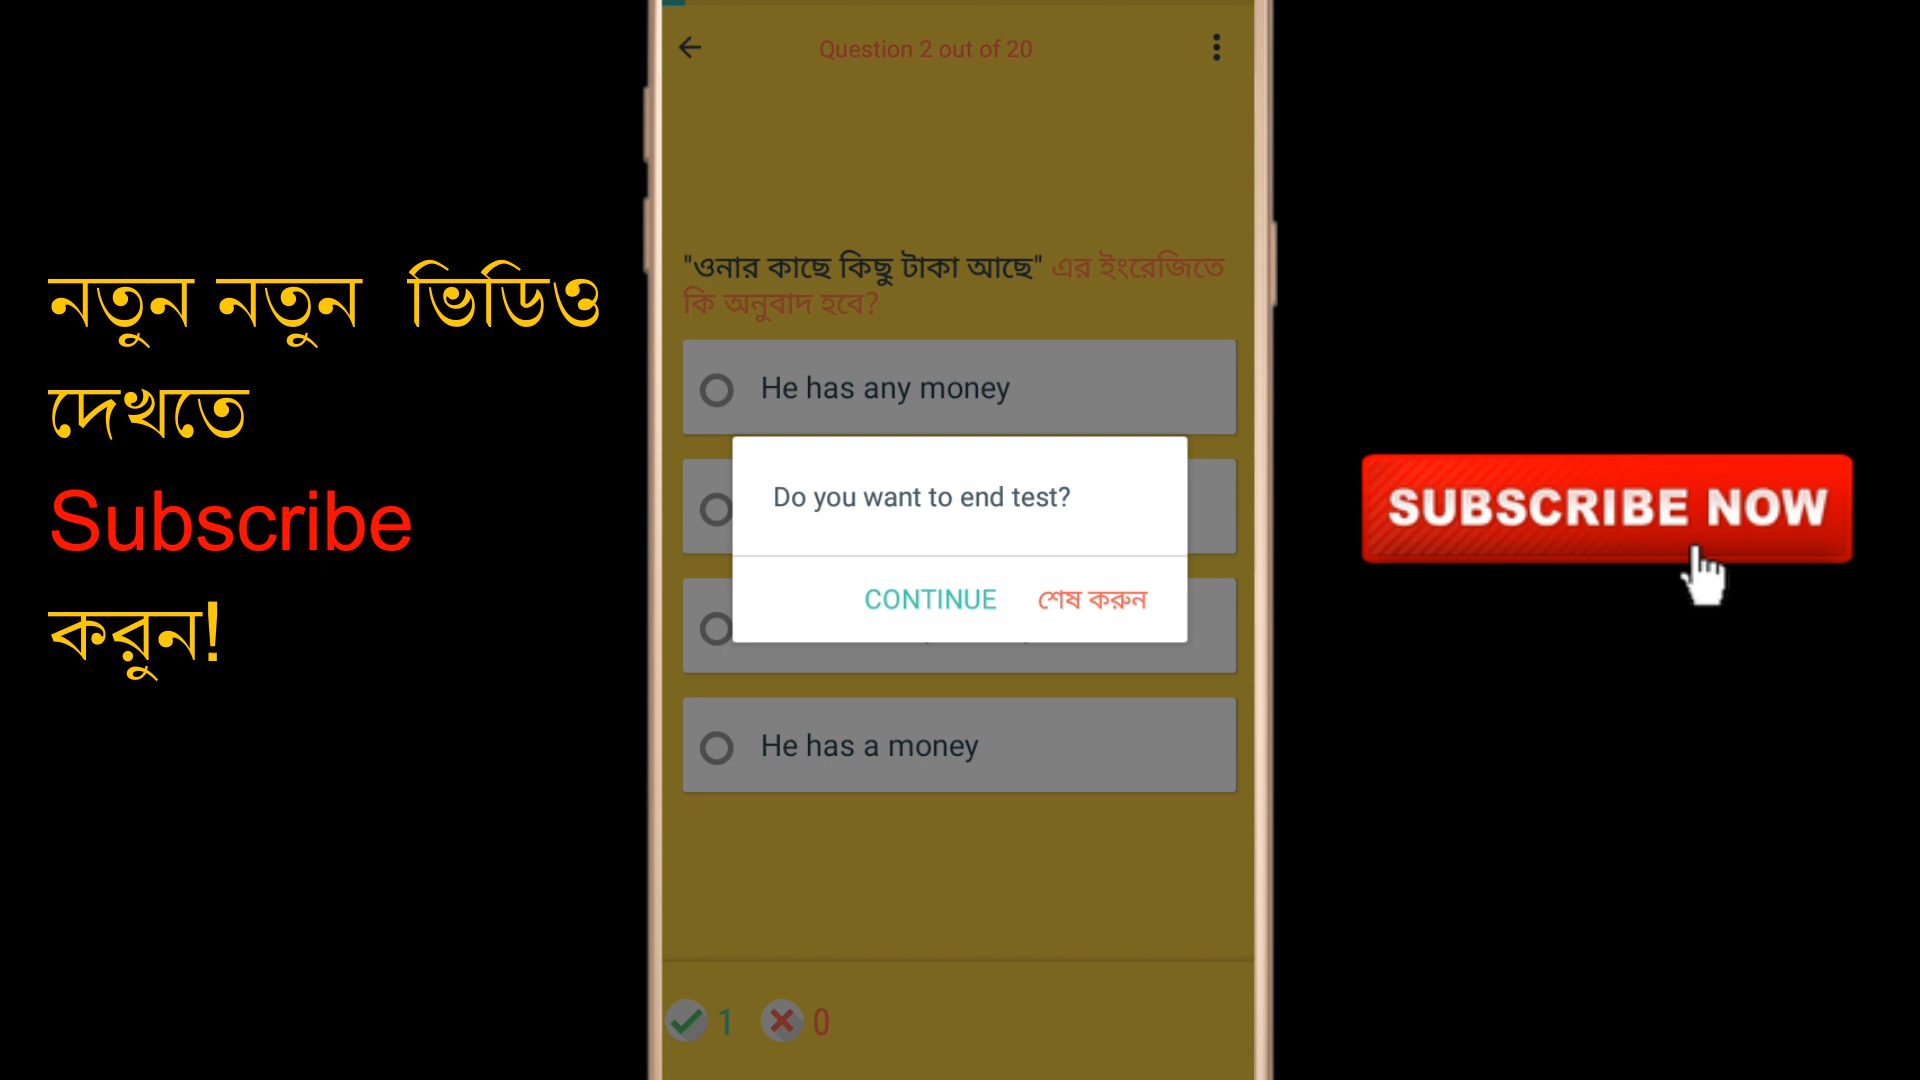 নতুন নতুন ভিডিও
দেখতে
Subscribe
করুন!
Question 2 out of 20
"ওনার কাছে কিছু টাকা আছে" এর ইংরেজিতে
কি অনুবাদ হবে?
He has any money
Do you want to end test?
CONTINUE শেষ করুন
He has a money
1 0
SUBSCRIBE NOW